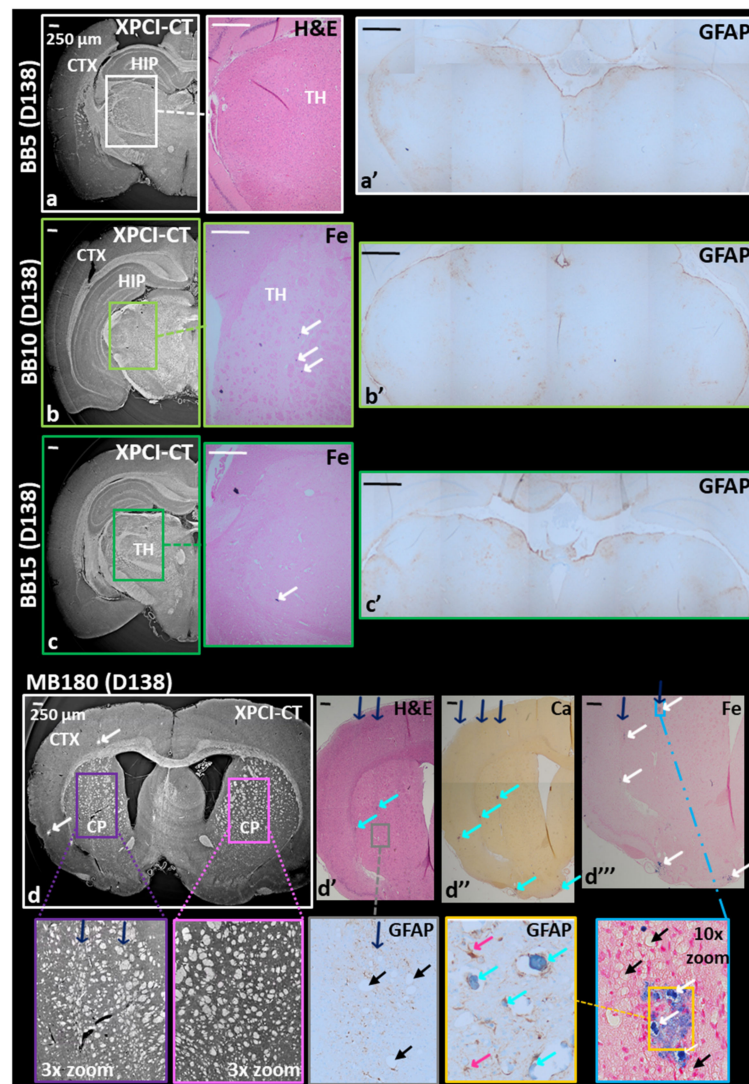 250 µm
XPCI-CT
CTX
HIP
BB5 (D138)
a
H&E
TH
GFAP
a'
XPCI-CT
CTX
HIP
BB10 (D138)
b
Fe
TH
GFAP
b'
XPCI-CT
TH
BB15 (D138)
c
Fe
GFAP
c'
MB180 (D138)
250 µm
XPCI-CT
CTX
CP
CP
d
H&E
d'
Ca
d''
Fe
d'''
3x zoom
3x zoom
GFAP
GFAP
10x
zoom